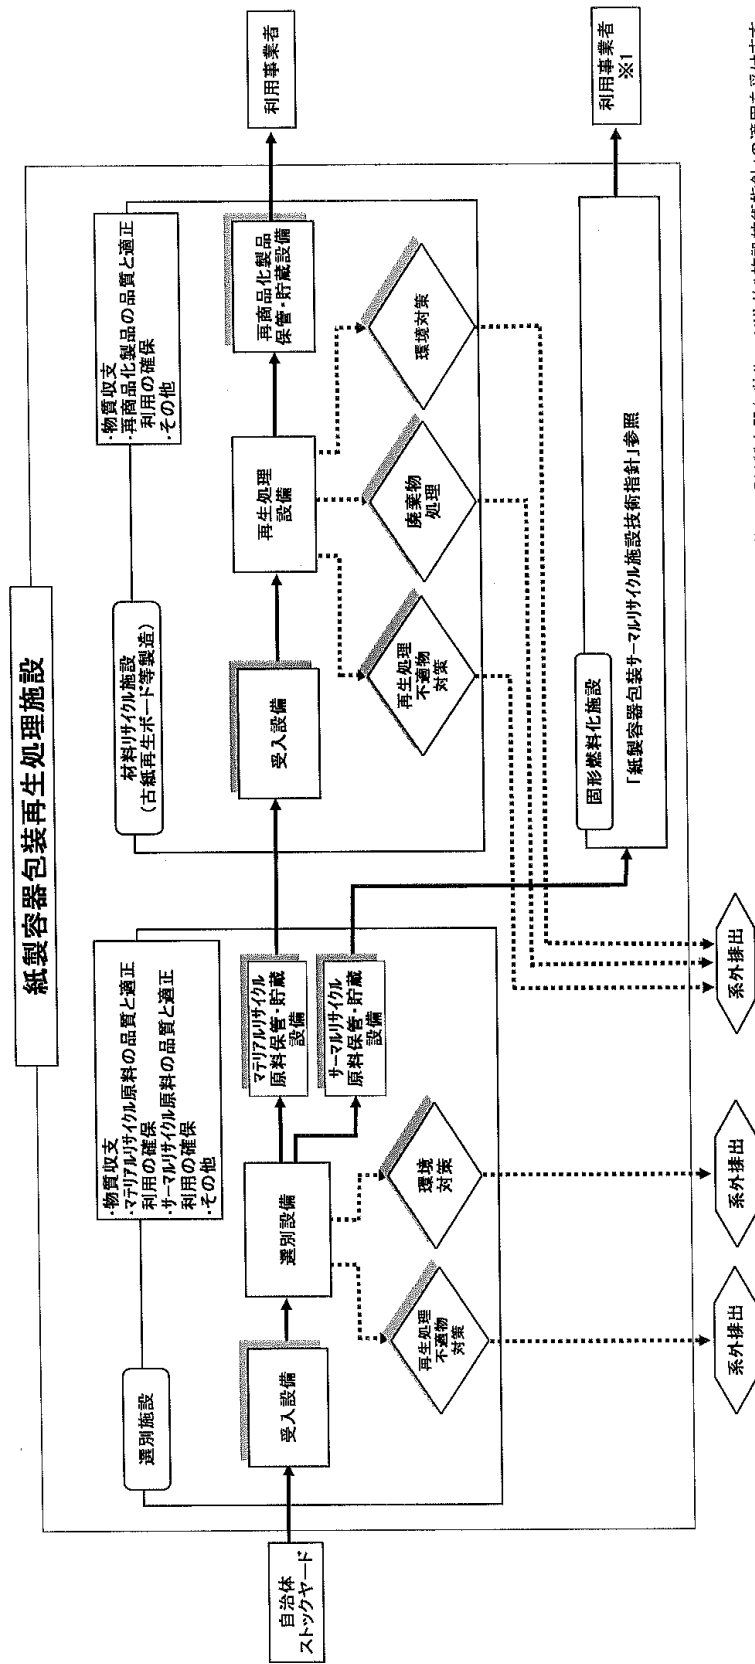 紙製容器包装再生処理施設
自治体
ストックヤード
選別施設
・物質収支
・マテリアルリサイクル原料の品質と適正
利用の確保
・サーマルリサイクル原料の品質と適正
利用の確保
・その他
受入設備
選別設備
マテリアルリサイクル
原料保管・貯蔵
設備
サーマルリサイクル
原料保管・貯蔵
設備
再生処理
不適物
対策
環境
対策
系外排出
系外排出
材料リサイクル施設
(古紙再生ボード等製造)
・物質収支
・再商品化製品の品質と適正
利用の確保
・その他
受入設備
再生処理
設備
再商品化製品
保管・貯蔵設備
利用事業者
再生処理
不適物
対策
廃棄物
処理
環境対策
系外排出
固形燃料化施設
「紙製容器包装サーマルリサイクル施設技術指針」参照
利用事業者
※1